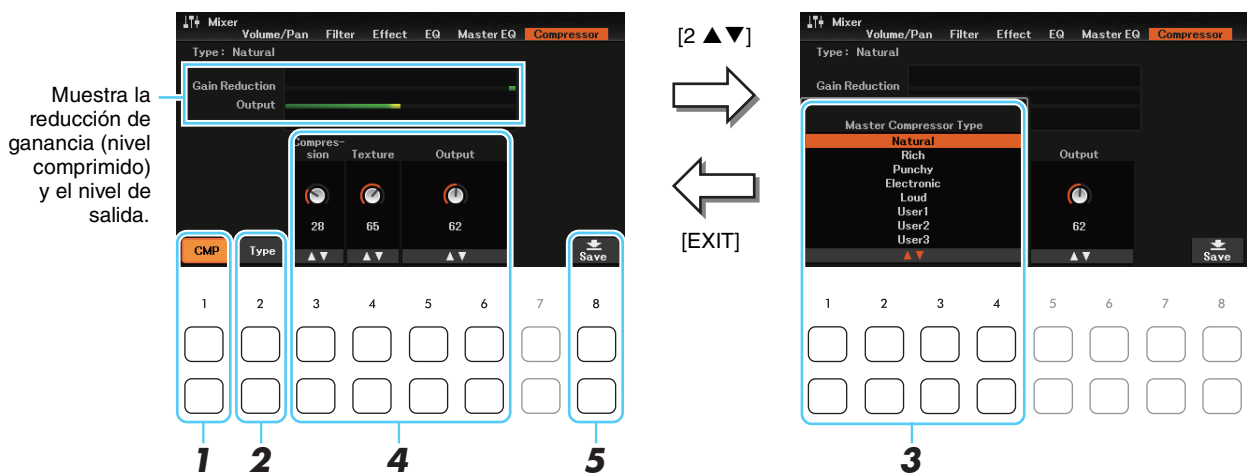 Mixer
Volume/Pan Filter Effect EQ Master EQ Compressor
Type : Natural
Gain Reduction
Output
Compres-
sion Texture Output
28 65 62
CMP Type ▲▼ ▲▼ ▲▼ Save
1 2 3 4 5 6 7 8
1 2 4 5
Muestra la
reducción de
ganancia (nivel
comprimido)
y el nivel de
salida.
[2 ▲▼]
[EXIT]
Mixer
Volume/Pan Filter Effect EQ Master EQ Compressor
Type : Natural
Gain Reduction
Master Compressor Type
Natural
Rich
Punchy
Electronic
Loud
User1
User2
User3
▲▼
Output
62
▲▼
Save
1 2 3 4 5 6 7 8
3